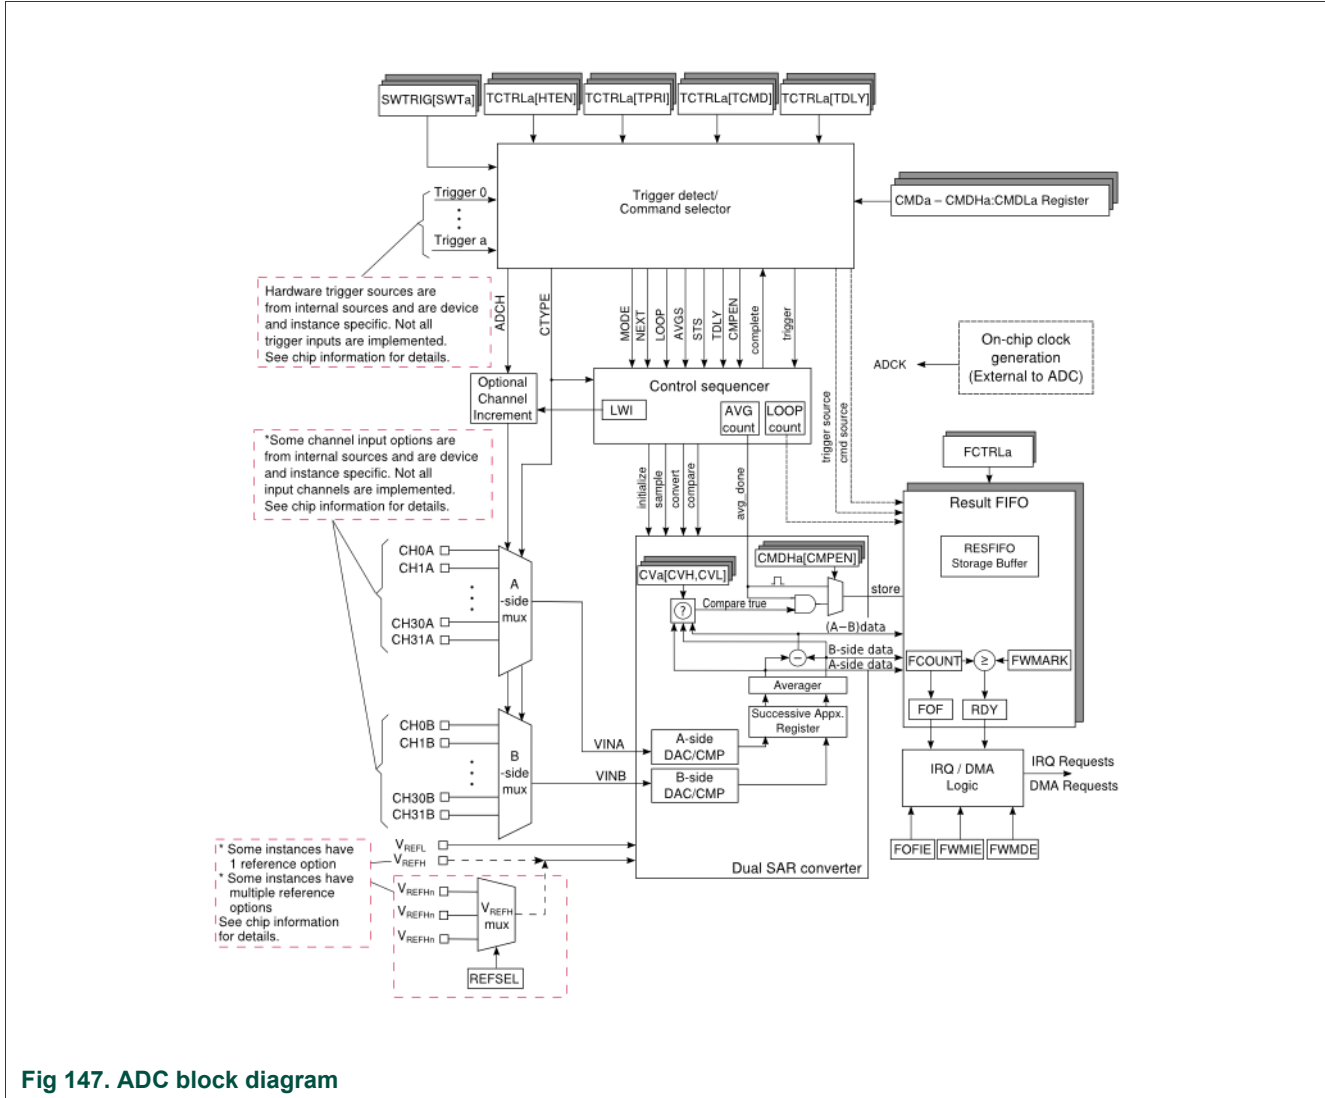 SWTRIG[SWTa]
TCTRLa[HTEN]
TCTRLa[TPRI]
TCTRLa[TCMD]
TCTRLa[TDLY]
Trigger detect/
Command selector
CMDa – CMDHa:CMDLa Register
Trigger 0
Trigger a
Hardware trigger sources are
from internal sources and are device
and instance specific. Not all
trigger inputs are implemented.
See chip information for details.
ADCH
CTYPE
MODE
NEXT
LOOP
AVGS
STS
TDLY
CMPEN
complete
trigger
trigger source
cmd source
On-chip clock
generation
(External to ADC)
ADCK
Optional
Channel
Increment
Control sequencer
LWI
AVG
count
LOOP
count
*Some channel input options are
from internal sources and are device
and instance specific. Not all
input channels are implemented.
See chip information for details.
initialize
sample
convert
compare
avg_done
FCTRLa
Result FIFO
RESFIFO
Storage Buffer
CH0A
CH1A
CH30A
CH31A
A
-side
mux
CMDHa[CMPEN]
CVa[CVH,CVL]
?
Compare true
store
(A−B)data
B-side data
A-side data
−
Averager
Successive Appx.
Register
FCOUNT
≥
FWMARK
FOF
RDY
CH0B
CH1B
CH30B
CH31B
B
-side
mux
VINA
VINB
A-side
DAC/CMP
B-side
DAC/CMP
IRQ / DMA
Logic
IRQ Requests
DMA Requests
FOFIE
FWMIE
FWMDE
Dual SAR converter
* Some instances have
1 reference option
* Some instances have
multiple reference
options
See chip information
for details.
VREFL
VREFH
VREFHn
VREFHn
VREFHn
VREFH
mux
REFSEL
Fig 147. ADC block diagram